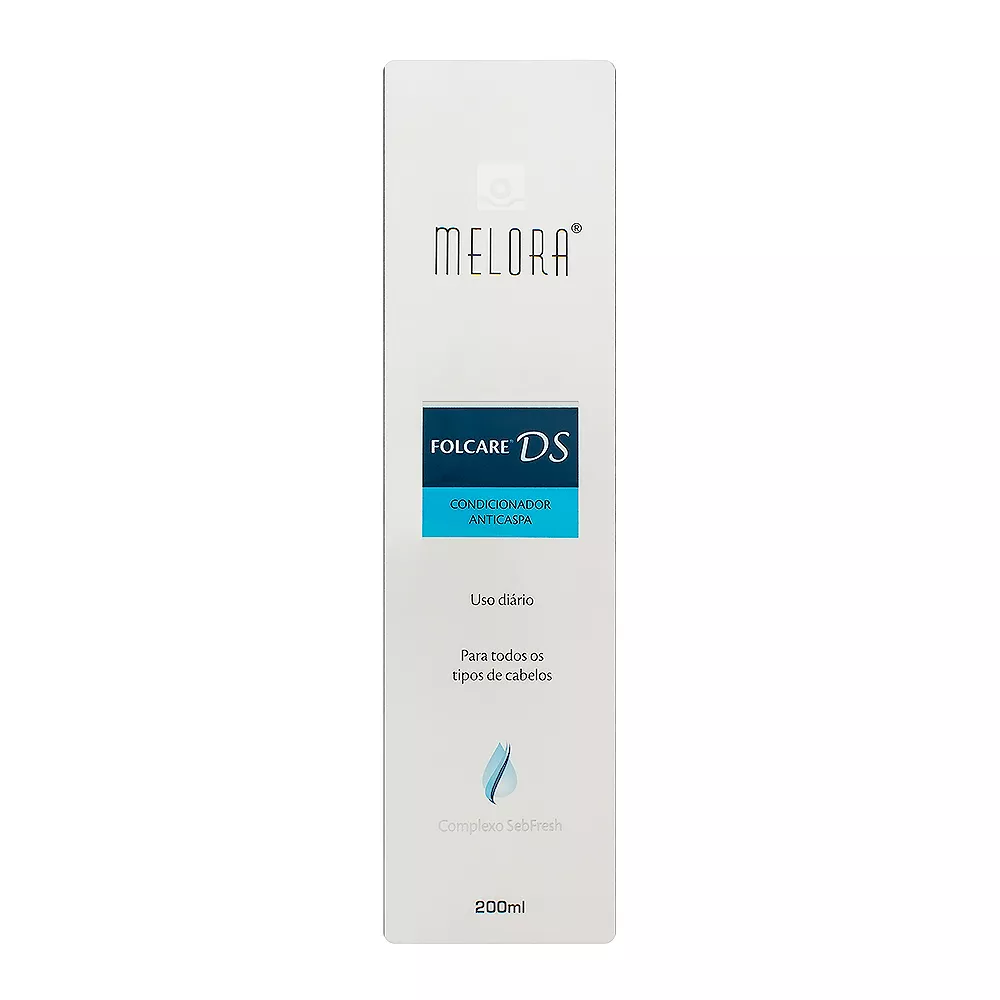 MELORA®
FOLCARE® DS
CONDICIONADOR
ANTICASPA
Uso diário
Para todos os
tipos de cabelos
Complexo SebFresh
200ml